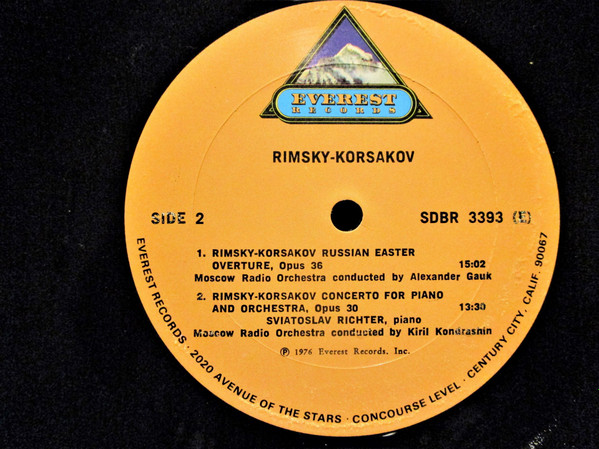 EVEREST
RECORDS
RIMSKY-KORSAKOV
SIDE 2
SDBR 3393 (E)
1. RIMSKY-KORSAKOV RUSSIAN EASTER
OVERTURE, Opus 36 15:02
Moscow Radio Orchestra conducted by Alexander Gauk
2. RIMSKY-KORSAKOV CONCERTO FOR PIANO
AND ORCHESTRA, Opus 30 13:30
SVIATOSLAV RICHTER, piano
Moscow Radio Orchestra conducted by Kiril Kondrashin
℗ 1976 Everest Records, Inc.
EVEREST RECORDS · 2020 AVENUE OF THE STARS · CONCOURSE LEVEL · CENTURY CITY, CALIF. 90067